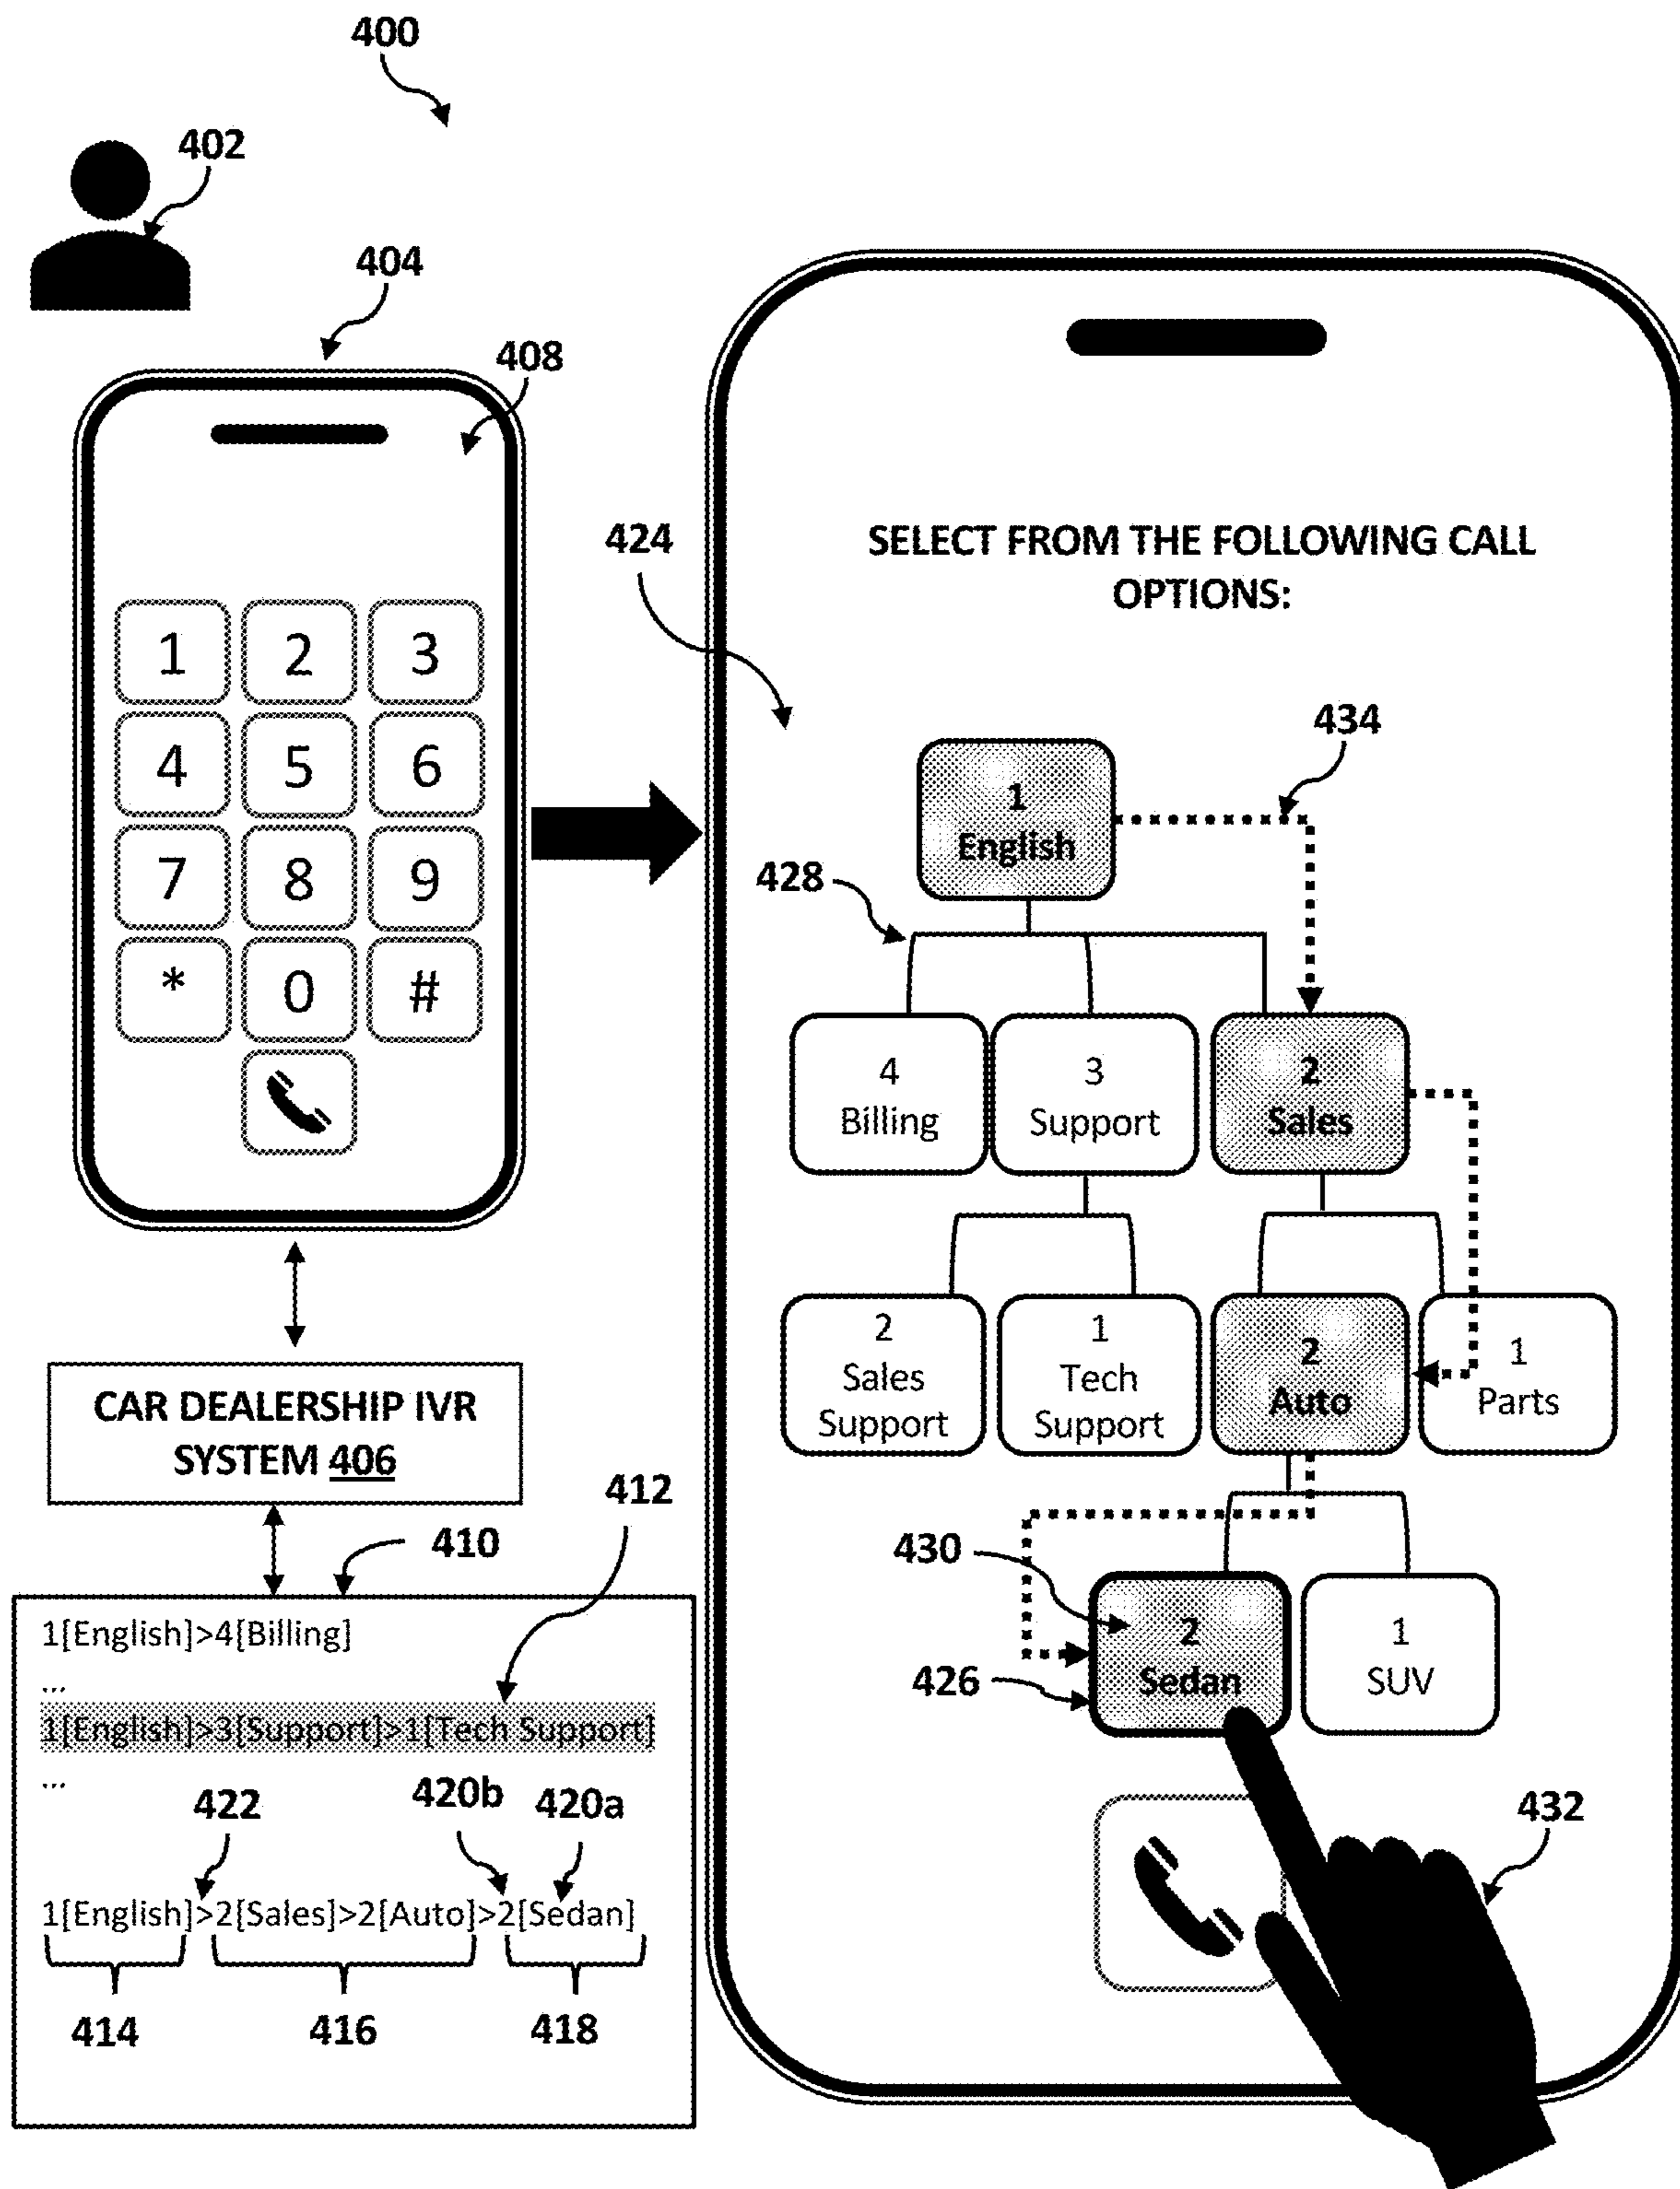 400
402
404
408
1 2 3
4 5 6
7 8 9
* 0 #
CAR DEALERSHIP IVR
SYSTEM 406
410
412
1[English]>4[Billing]
...
1[English]>3[Support]>1[Tech Support]
...
422
420b
420a
1[English]>2[Sales]>2[Auto]>2[Sedan]
414
416
418
424
SELECT FROM THE FOLLOWING CALL
OPTIONS:
434
1
English
428
4
Billing
3
Support
2
Sales
2
Sales
Support
1
Tech
Support
2
Auto
1
Parts
430
426
2
Sedan
1
SUV
432